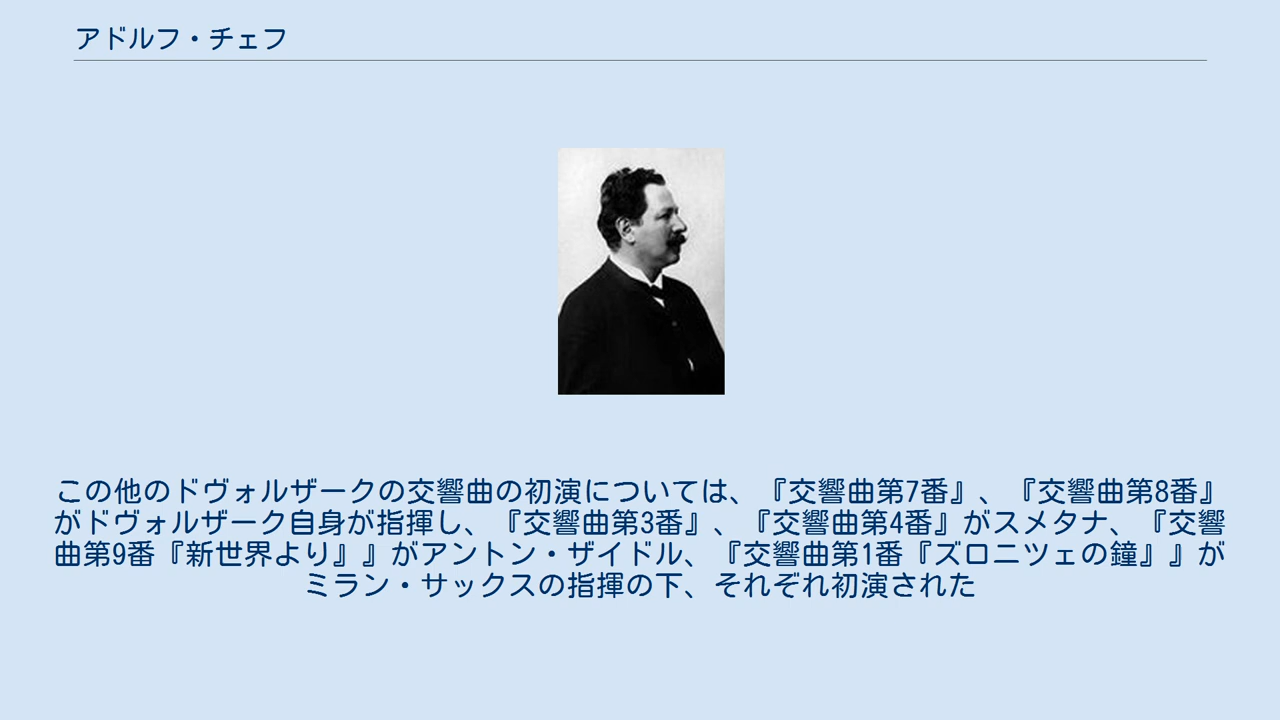 アドルフ・チェフ
この他のドヴォルザークの交響曲の初演については、『交響曲第7番』、『交響曲第8番』
がドヴォルザーク自身が指揮し、『交響曲第3番』、『交響曲第4番』がスメタナ、『交響
曲第9番『新世界より』』がアントン・ザイドル、『交響曲第1番『ズロニツェの鐘』』が
ミラン・サックスの指揮の下、それぞれ初演された